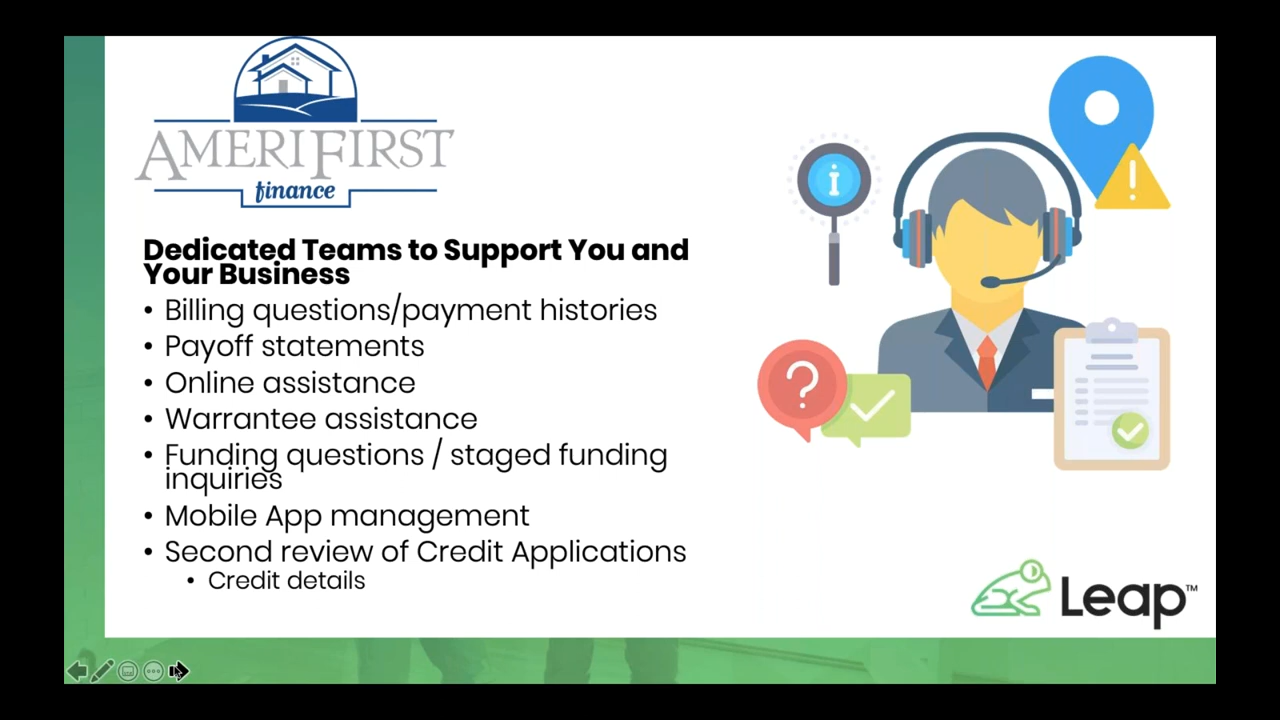 AMERIFIRST
finance
Dedicated Teams to Support You and
Your Business
• Billing questions/payment histories
• Payoff statements
• Online assistance
• Warrantee assistance
• Funding questions / staged funding
inquiries
• Mobile App management
• Second review of Credit Applications
• Credit details
i
!
?
Leap™